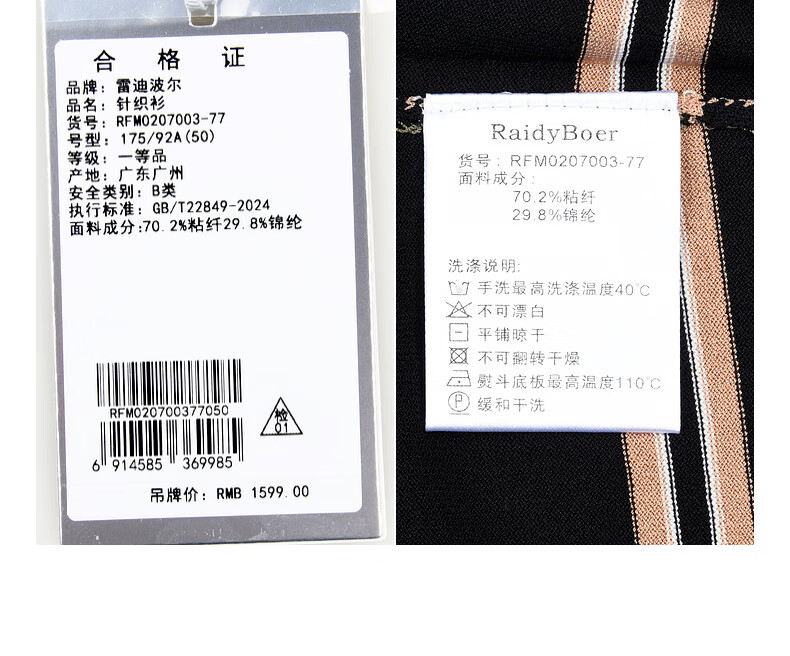 合格证
品牌：雷迪波尔
品名：针织衫
货号：RFM0207003-77
号型：175/92A(50)
等级：一等品
产地：广东广州
安全类别：B类
执行标准：GB/T22849-2024
面料成分:70.2%粘纤29.8%锦纶
RFM020700377050
检
01
6 914585 369985
吊牌价：RMB 1599.00
RaidyBoer
货号：RFM0207003-77
面料成分：
70.2%粘纤
29.8%锦纶
洗涤说明:
手洗最高洗涤温度40℃
不可漂白
平铺晾干
不可翻转干燥
熨斗底板最高温度110℃
P 缓和干洗